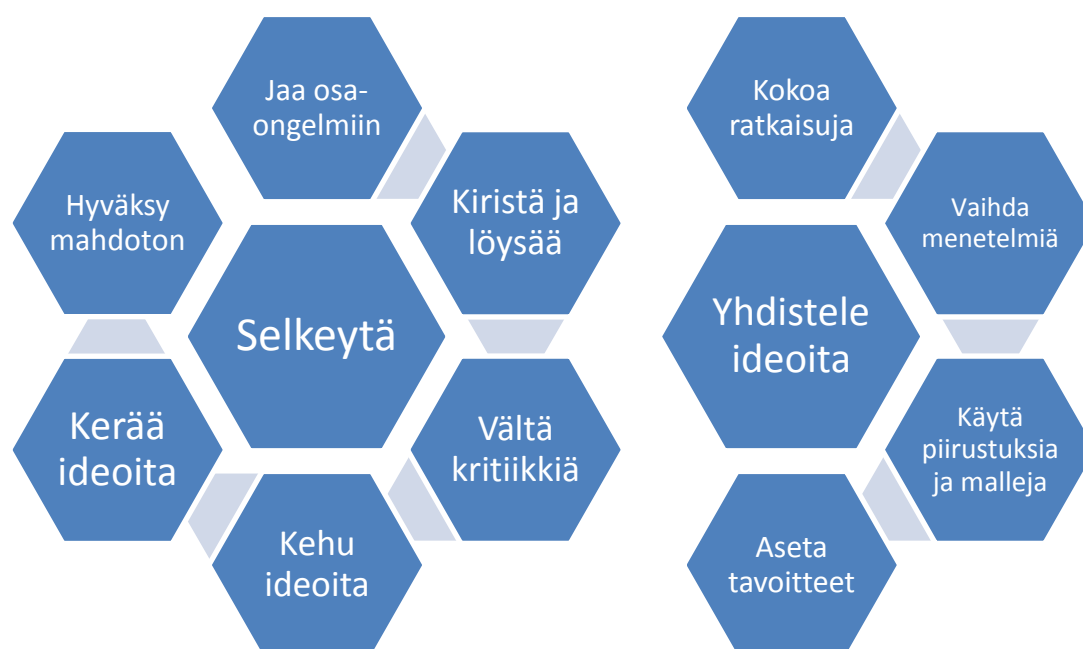 Jaa osa-
ongelmiin
Hyväksy
mahdoton
Kiristä ja
löysää
Selkeytä
Kerää
ideoita
Vältä
kritiikkiä
Kehu
ideoita
Kokoa
ratkaisuja
Vaihda
menetelmiä
Yhdistele
ideoita
Käytä
piirustuksia
ja malleja
Aseta
tavoitteet